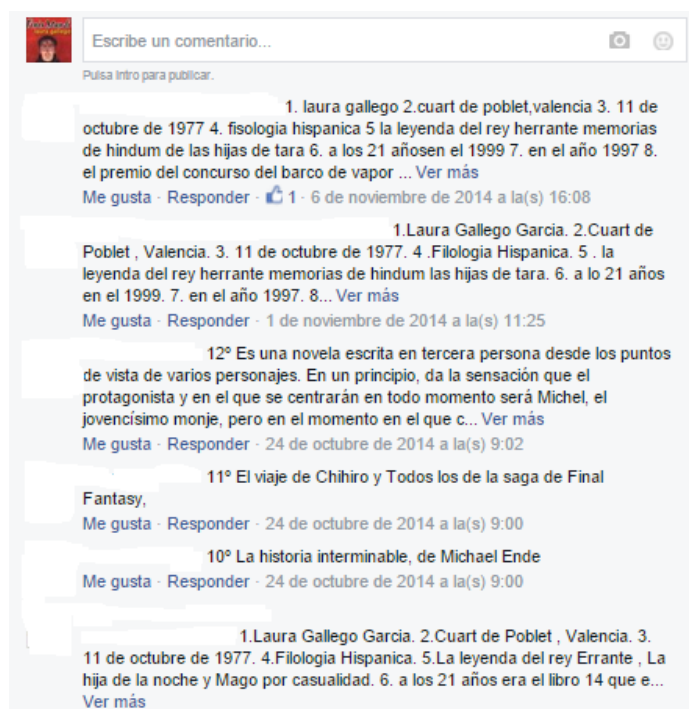 Laura Gallego
Escribe un comentario...
Pulsa Intro para publicar.
1. laura gallego 2.cuart de poblet,valencia 3. 11 de
octubre de 1977 4. fisologia hispanica 5 la leyenda del rey herrante memorias
de hindum de las hijas de tara 6. a los 21 añosen el 1999 7. en el año 1997 8.
el premio del concurso del barco de vapor ... Ver más
Me gusta · Responder · 1 · 6 de noviembre de 2014 a la(s) 16:08
1.Laura Gallego Garcia. 2.Cuart de
Poblet , Valencia. 3. 11 de octubre de 1977. 4 .Filologia Hispanica. 5 . la
leyenda del rey herrante memorias de hindum las hijas de tara. 6. a lo 21 años
en el 1999. 7. en el año 1997. 8... Ver más
Me gusta · Responder · 1 de noviembre de 2014 a la(s) 11:25
12º Es una novela escrita en tercera persona desde los puntos
de vista de varios personajes. En un principio, da la sensación que el
protagonista y en el que se centrarán en todo momento será Michel, el
jovencísimo monje, pero en el momento en el que c... Ver más
Me gusta · Responder · 24 de octubre de 2014 a la(s) 9:02
11º El viaje de Chihiro y Todos los de la saga de Final
Fantasy,
Me gusta · Responder · 24 de octubre de 2014 a la(s) 9:00
10º La historia interminable, de Michael Ende
Me gusta · Responder · 24 de octubre de 2014 a la(s) 9:00
1.Laura Gallego Garcia. 2.Cuart de Poblet , Valencia. 3.
11 de octubre de 1977. 4.Filologia Hispanica. 5.La leyenda del rey Errante , La
hija de la noche y Mago por casualidad. 6. a los 21 años era el libro 14 que e...
Ver más